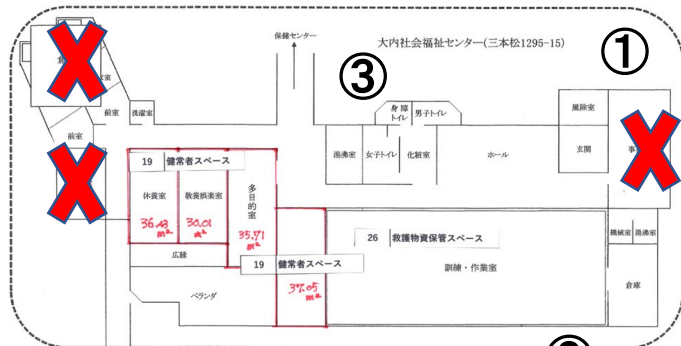 保健センター
大内社会福祉センター(三本松1295-15)
①
③
前室
洗濯室
前室
身障
トイレ
男子トイレ
風除室
湯沸室
女子トイレ
化粧室
ホール
玄関
事
19 健常者スペース
休養室
教養娯楽室
多目的室
36.43
m²
30.01
m²
35.71
m²
26 救護物資保管スペース
機械室
湯沸室
広縁
19 健常者スペース
訓練・作業室
倉庫
ベランダ
37.05
m²